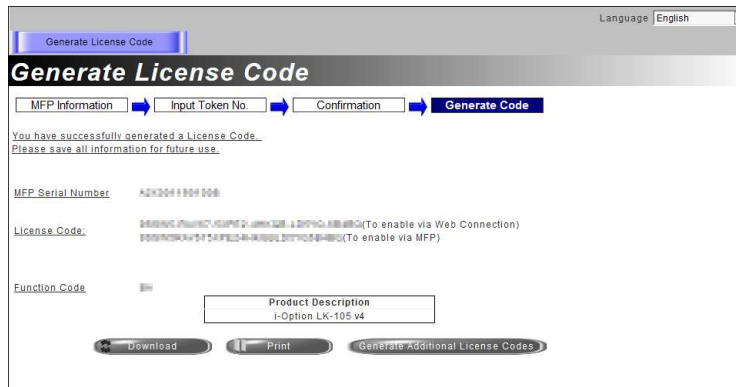 Language English
Generate License Code
Generate License Code
MFP Information Input Token No. Confirmation Generate Code
You have successfully generated a License Code.
Please save all information for future use.
MFP Serial Number
License Code:
(To enable via Web Connection)
(To enable via MFP)
Function Code
Product Description
i-Option LK-105 v4
Download Print Generate Additional License Codes